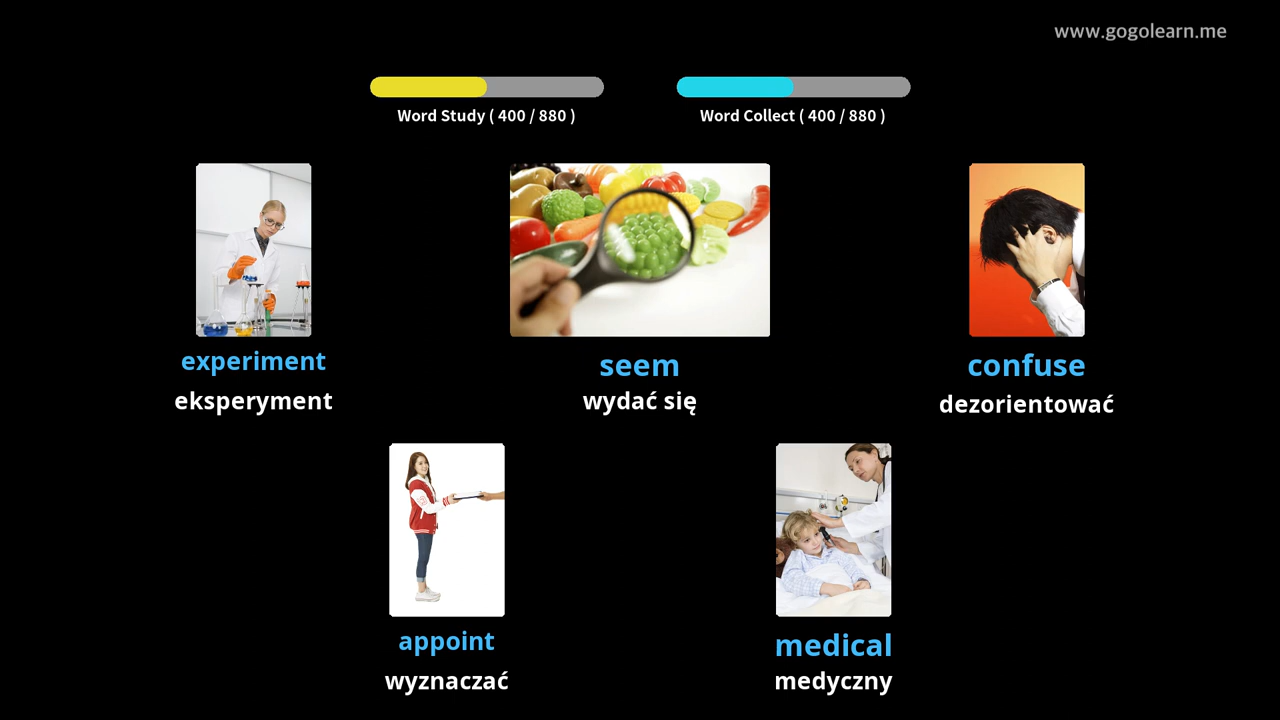 www.gogolearn.me
Word Study ( 400 / 880 )
Word Collect ( 400 / 880 )
experiment
eksperyment
seem
wydać się
confuse
dezorientować
appoint
wyznaczać
medical
medyczny